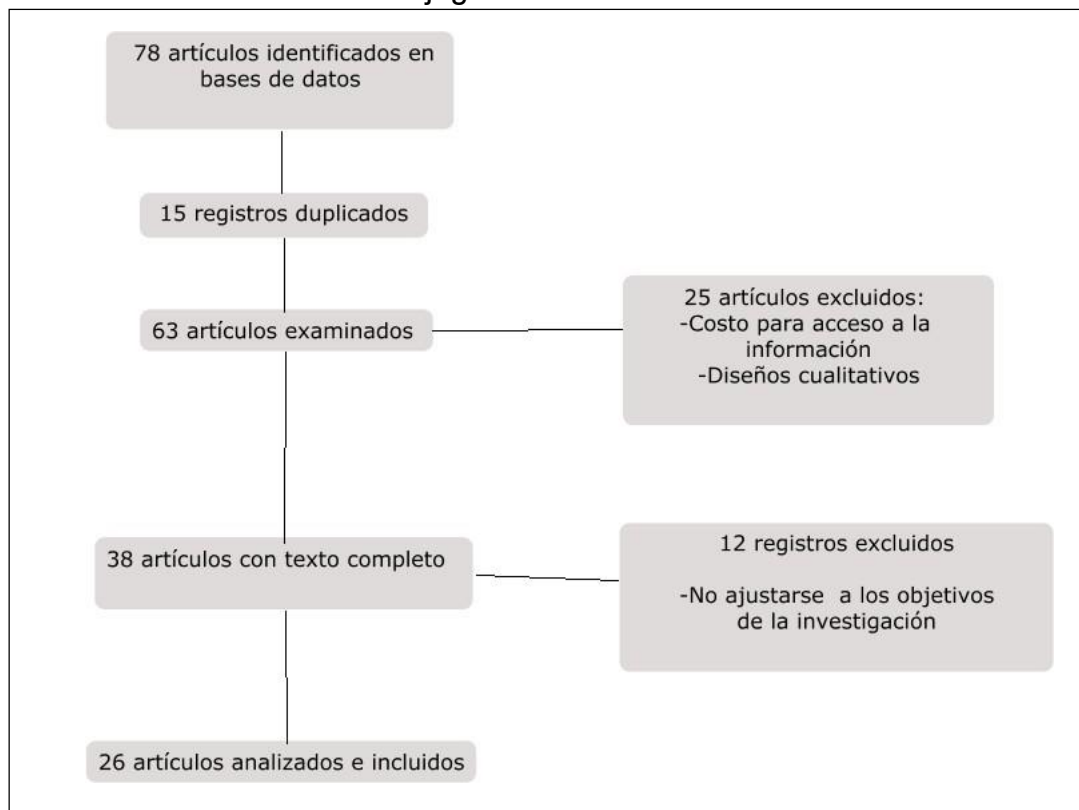 78 artículos identificados en
bases de datos
15 registros duplicados
63 artículos examinados
25 artículos excluidos:
-Costo para acceso a la
información
-Diseños cualitativos
38 artículos con texto completo
12 registros excluidos
-No ajustarse a los objetivos
de la investigación
26 artículos analizados e incluidos